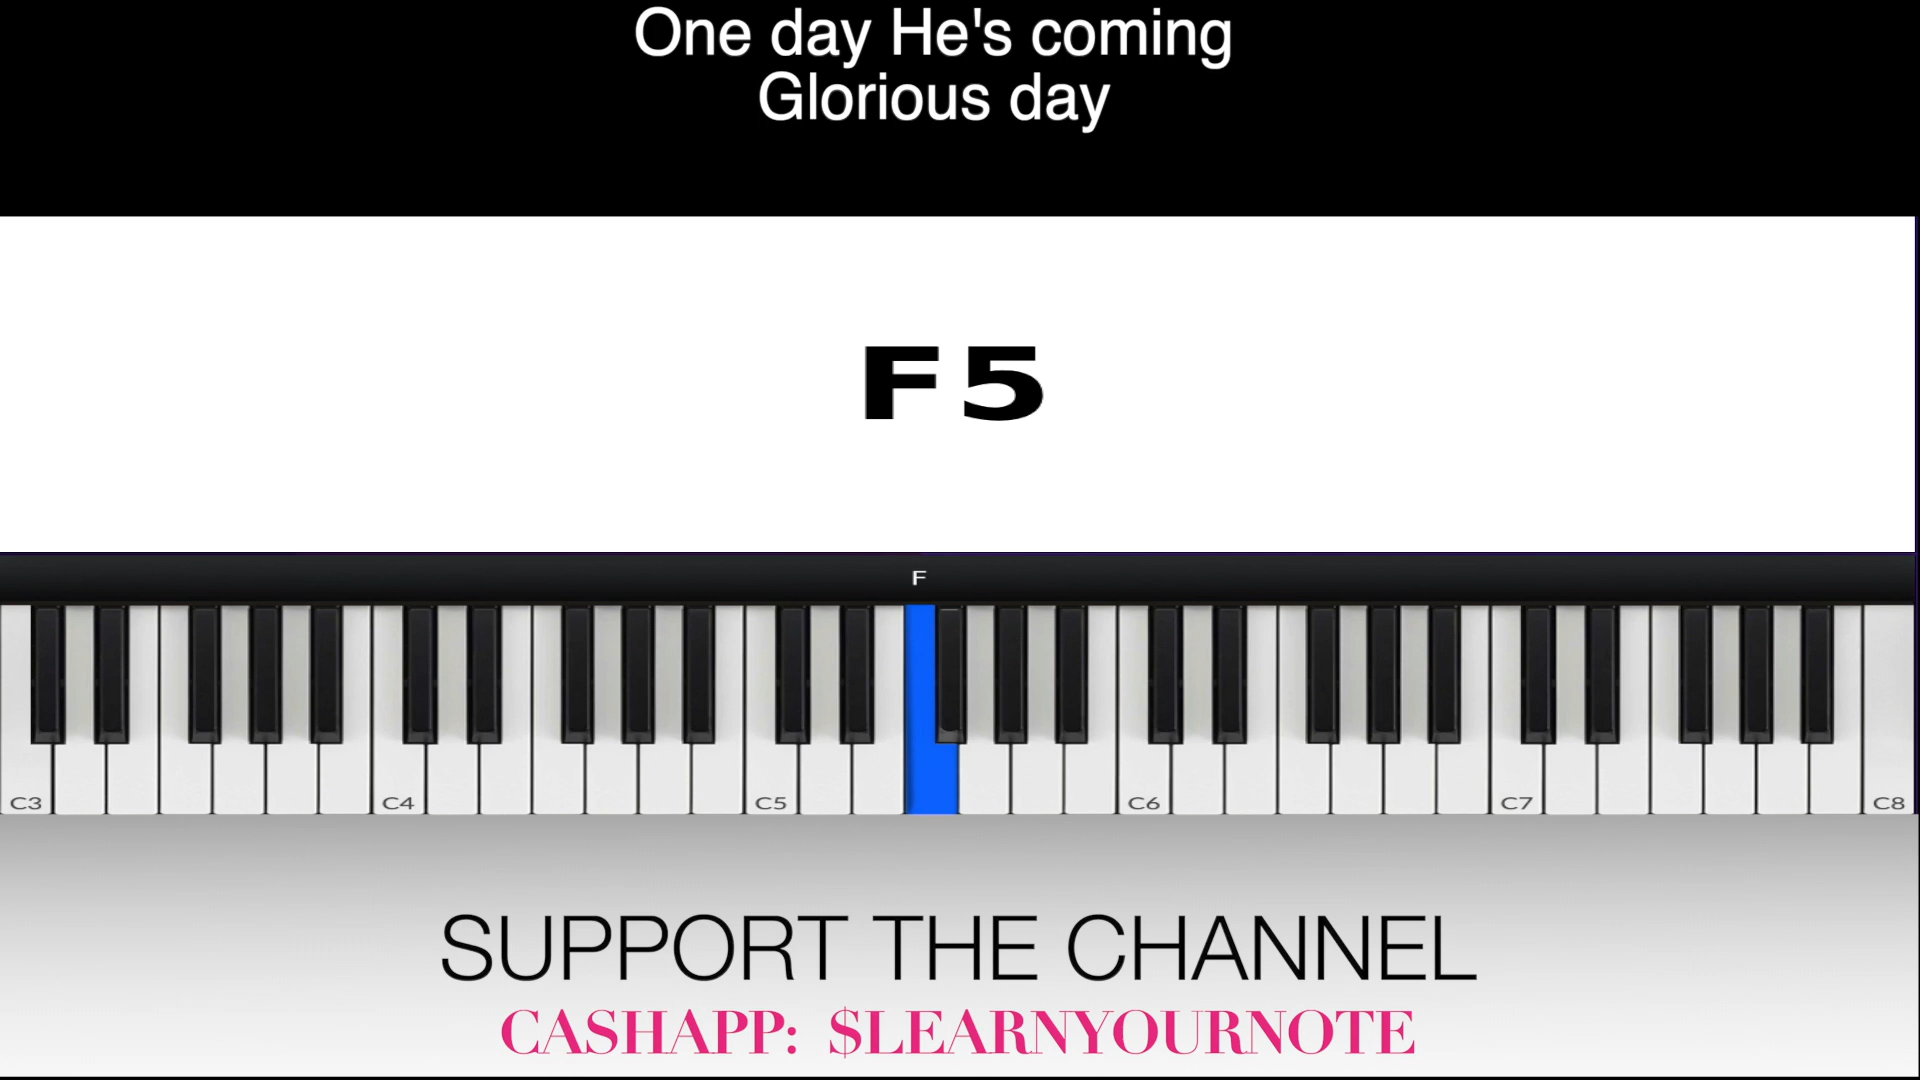 One day He's coming
Glorious day
F5
F
C3 C4 C5 C6 C7 C8
SUPPORT THE CHANNEL
CASHAPP: $LEARNYOURNOTE